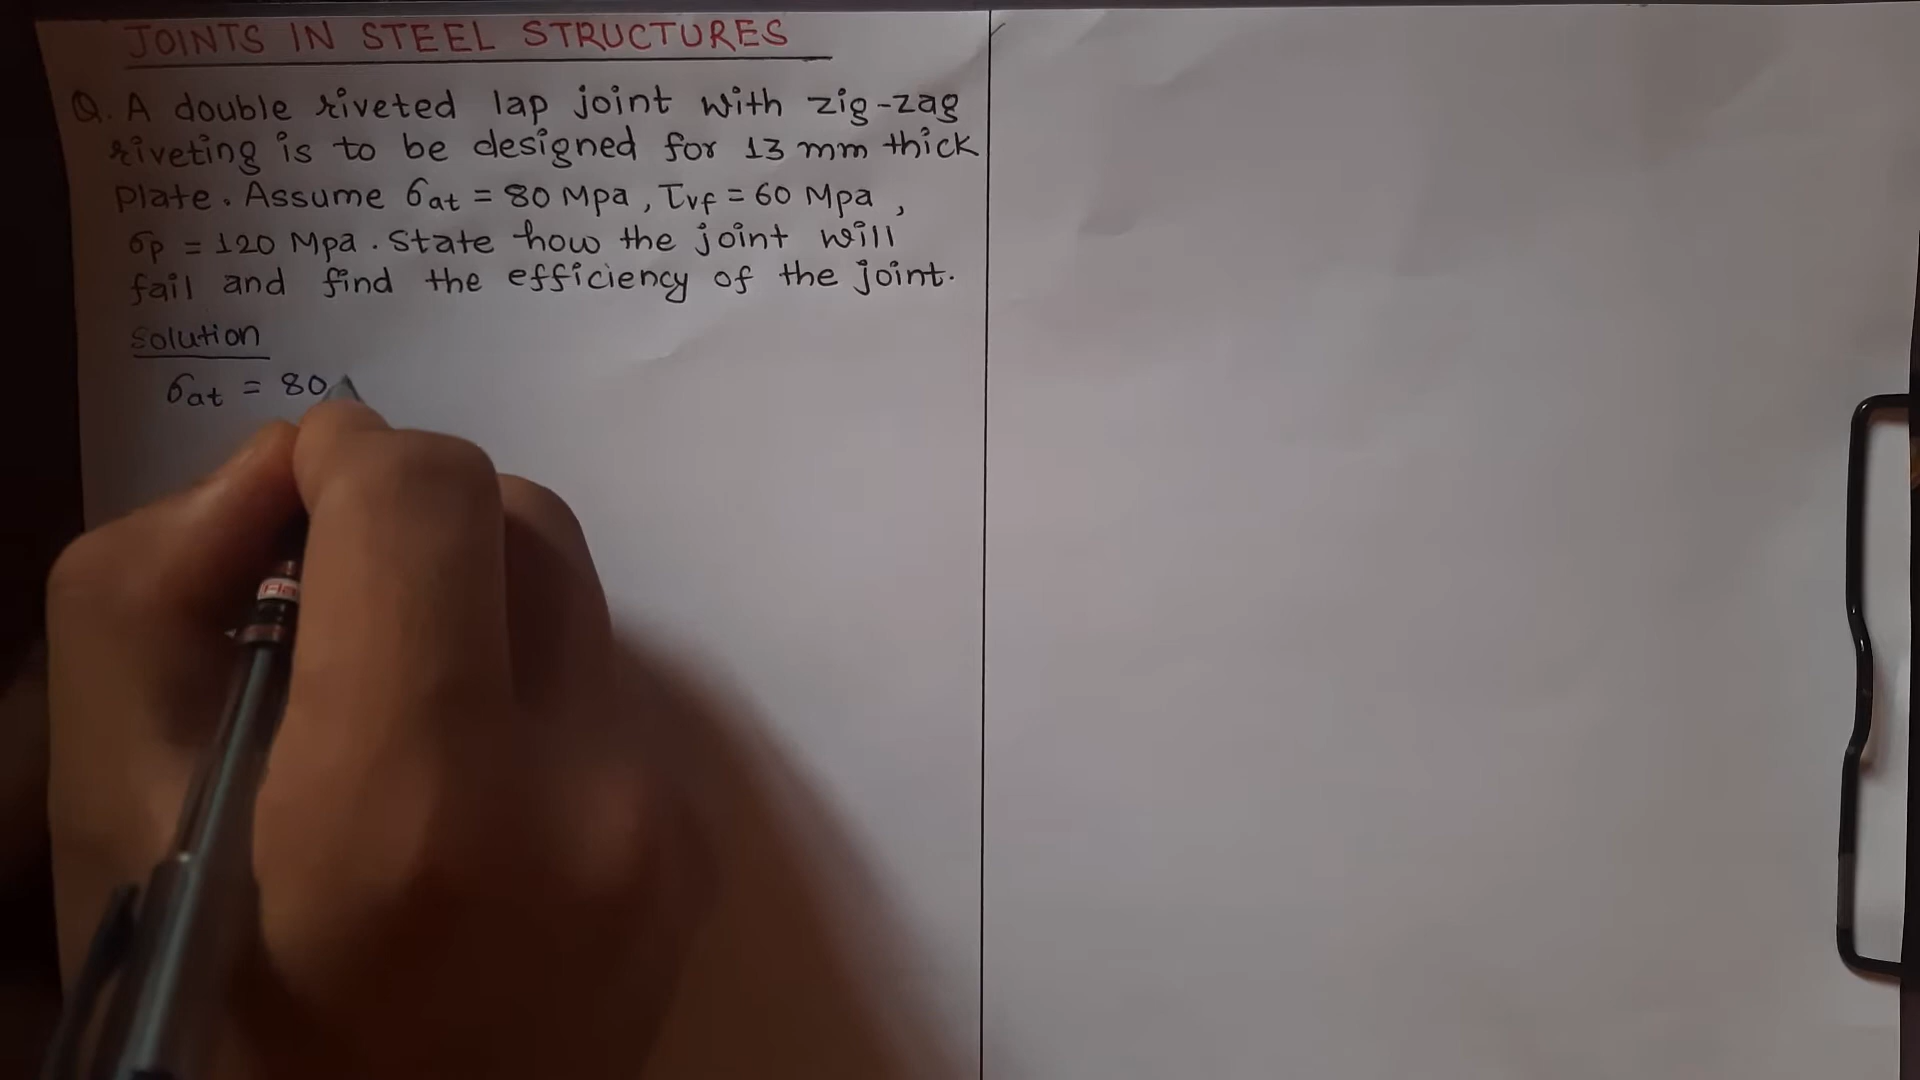 JOINTS IN STEEL STRUCTURES
Q. A double riveted lap joint with zig-zag
riveting is to be designed for 13 mm thick
plate. Assume σat = 80 Mpa, τvf = 60 Mpa,
σp = 120 Mpa. State how the joint will
fail and find the efficiency of the joint.
Solution
σat = 80